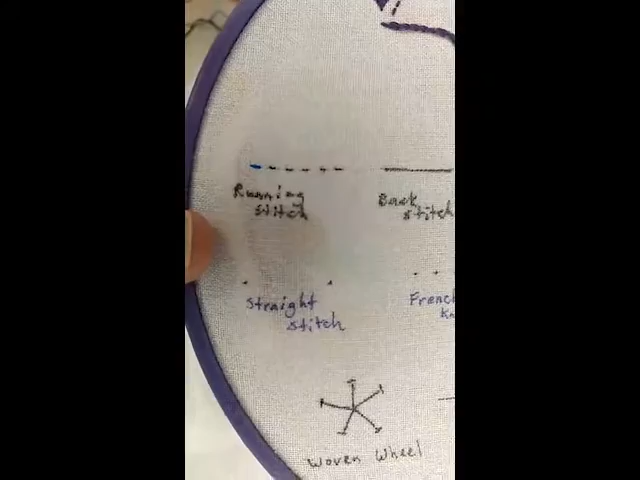 Running
stitch
Back
stitch
Straight
stitch
French
Woven Wheel